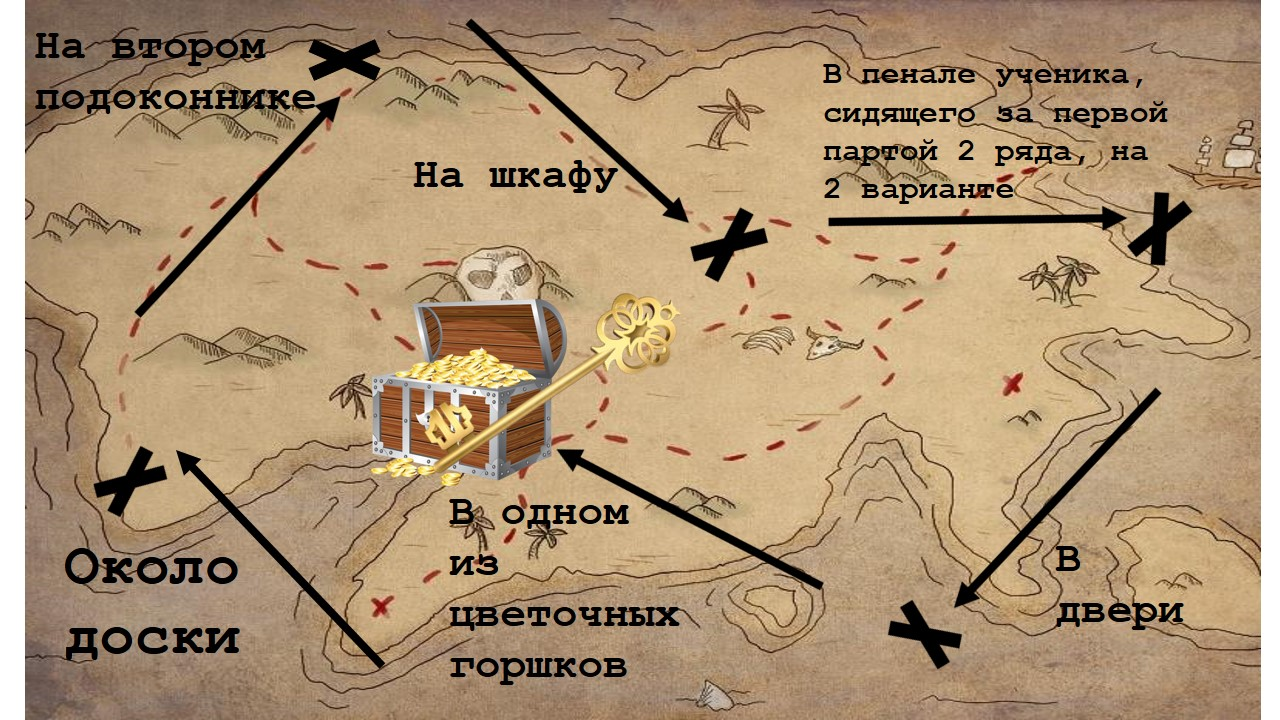 На втором
подоконнике
В пенале ученика,
сидящего за первой
партой 2 ряда, на
2 варианте
На шкафу
В одном
из
цветочных
горшков
Около
доски
В
двери